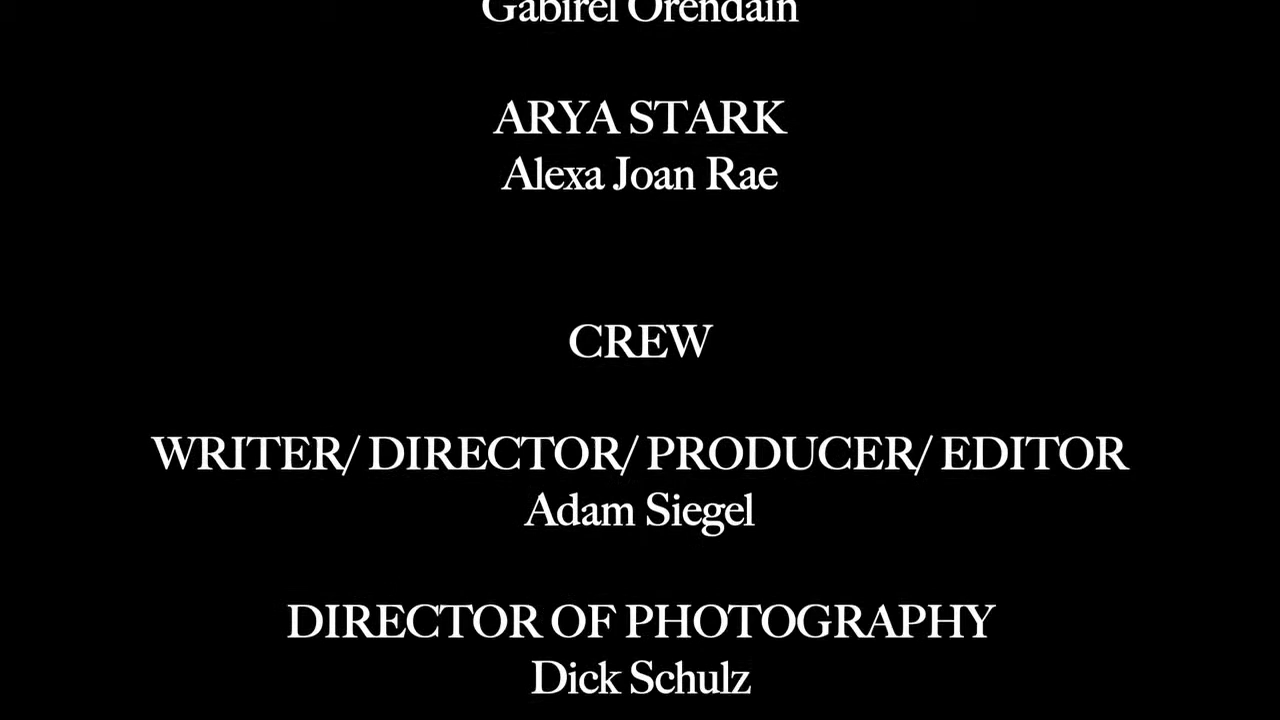 Gabirel Orendain
ARYA STARK
Alexa Joan Rae
CREW
WRITER/ DIRECTOR/ PRODUCER/ EDITOR
Adam Siegel
DIRECTOR OF PHOTOGRAPHY
Dick Schulz